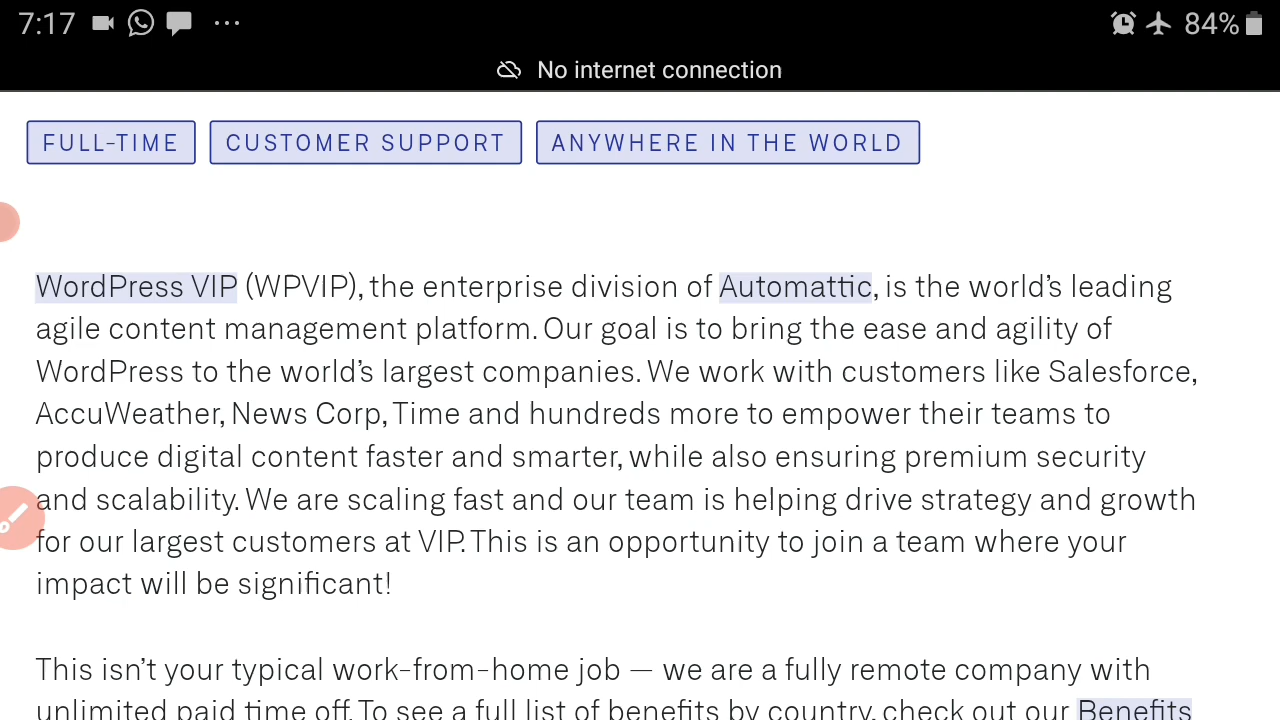 7:17 84%
No internet connection
FULL-TIME CUSTOMER SUPPORT ANYWHERE IN THE WORLD
WordPress VIP (WPVIP), the enterprise division of Automattic, is the world’s leading
agile content management platform. Our goal is to bring the ease and agility of
WordPress to the world’s largest companies. We work with customers like Salesforce,
AccuWeather, News Corp, Time and hundreds more to empower their teams to
produce digital content faster and smarter, while also ensuring premium security
and scalability. We are scaling fast and our team is helping drive strategy and growth
for our largest customers at VIP. This is an opportunity to join a team where your
impact will be significant!
This isn’t your typical work-from-home job — we are a fully remote company with
unlimited paid time off. To see a full list of benefits by country, check out our Benefits